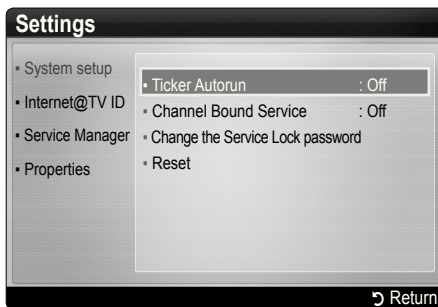 Settings
System setup
Internet@TV ID
Service Manager
Properties
Ticker Autorun : Off
Channel Bound Service : Off
Change the Service Lock password
Reset
Return